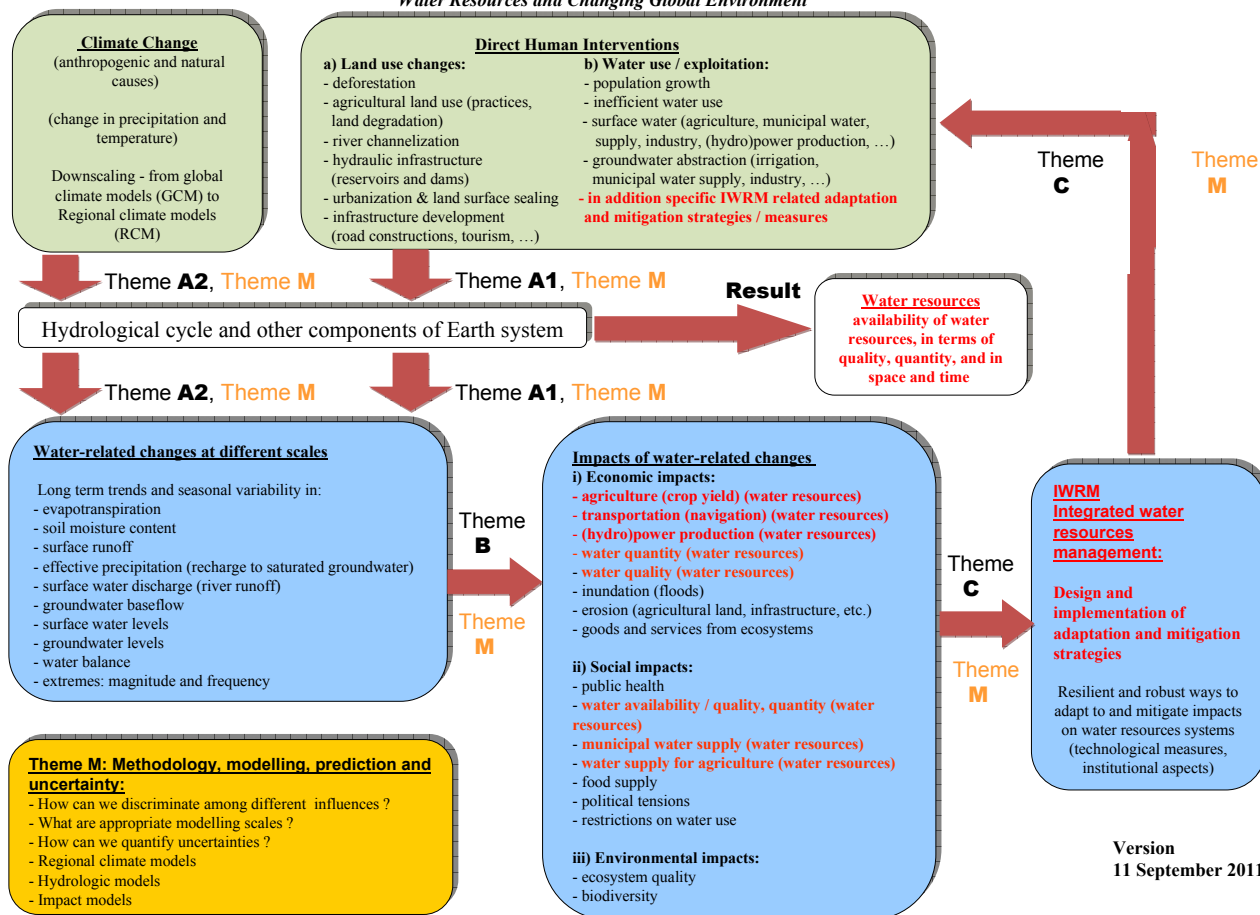 Water Resources and Changing Global Environment
Climate Change
(anthropogenic and natural
causes)
(change in precipitation and
temperature)
Downscaling - from global
climate models (GCM) to
Regional climate models
(RCM)
Direct Human Interventions
a) Land use changes:
- deforestation
- agricultural land use (practices,
land degradation)
- river channelization
- hydraulic infrastructure
(reservoirs and dams)
- urbanization & land surface sealing
- infrastructure development
(road constructions, tourism, …)
b) Water use / exploitation:
- population growth
- inefficient water use
- surface water (agriculture, municipal water,
supply, industry, (hydro)power production, …)
- groundwater abstraction (irrigation,
municipal water supply, industry, …)
- in addition specific IWRM related adaptation
and mitigation strategies / measures
Theme
C
Theme
M
Theme A2, Theme M
Theme A1, Theme M
Result
Hydrological cycle and other components of Earth system
Water resources
availability of water
resources, in terms of
quality, quantity, and in
space and time
Theme A2, Theme M
Theme A1, Theme M
Water-related changes at different scales
Long term trends and seasonal variability in:
- evapotranspiration
- soil moisture content
- surface runoff
- effective precipitation (recharge to saturated groundwater)
- surface water discharge (river runoff)
- groundwater baseflow
- surface water levels
- groundwater levels
- water balance
- extremes: magnitude and frequency
Theme
B
Theme
M
Impacts of water-related changes
i) Economic impacts:
- agriculture (crop yield) (water resources)
- transportation (navigation) (water resources)
- (hydro)power production (water resources)
- water quantity (water resources)
- water quality (water resources)
- inundation (floods)
- erosion (agricultural land, infrastructure, etc.)
- goods and services from ecosystems
ii) Social impacts:
- public health
- water availability / quality, quantity (water
resources)
- municipal water supply (water resources)
- water supply for agriculture (water resources)
- food supply
- political tensions
- restrictions on water use
iii) Environmental impacts:
- ecosystem quality
- biodiversity
Theme
C
Theme
M
IWRM
Integrated water
resources
management:
Design and
implementation of
adaptation and mitigation
strategies
Resilient and robust ways to
adapt to and mitigate impacts
on water resources systems
(technological measures,
institutional aspects)
Theme M: Methodology, modelling, prediction and
uncertainty:
- How can we discriminate among different influences ?
- What are appropriate modelling scales ?
- How can we quantify uncertainties ?
- Regional climate models
- Hydrologic models
- Impact models
Version
11 September 2011